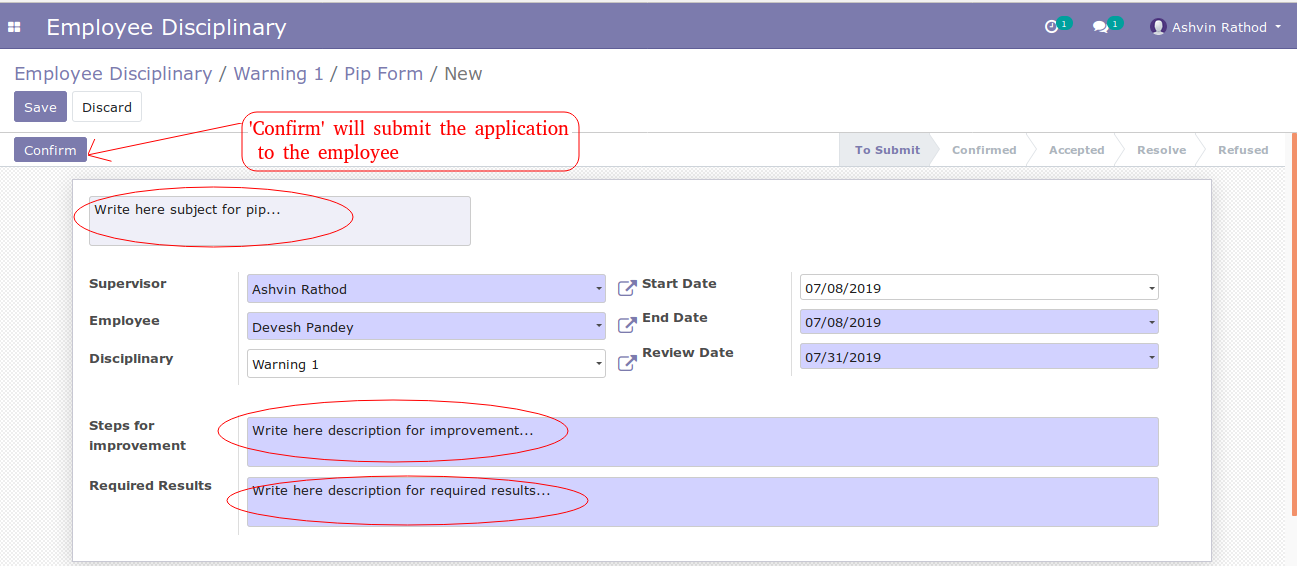 Employee Disciplinary
1
1
Ashvin Rathod
Employee Disciplinary / Warning 1 / Pip Form / New
Save
Discard
'Confirm' will submit the application
to the employee
Confirm
To Submit
Confirmed
Accepted
Resolve
Refused
Write here subject for pip...
Supervisor
Ashvin Rathod
Start Date
07/08/2019
Employee
Devesh Pandey
End Date
07/08/2019
Disciplinary
Warning 1
Review Date
07/31/2019
Steps for
improvement
Write here description for improvement...
Required Results
Write here description for required results...